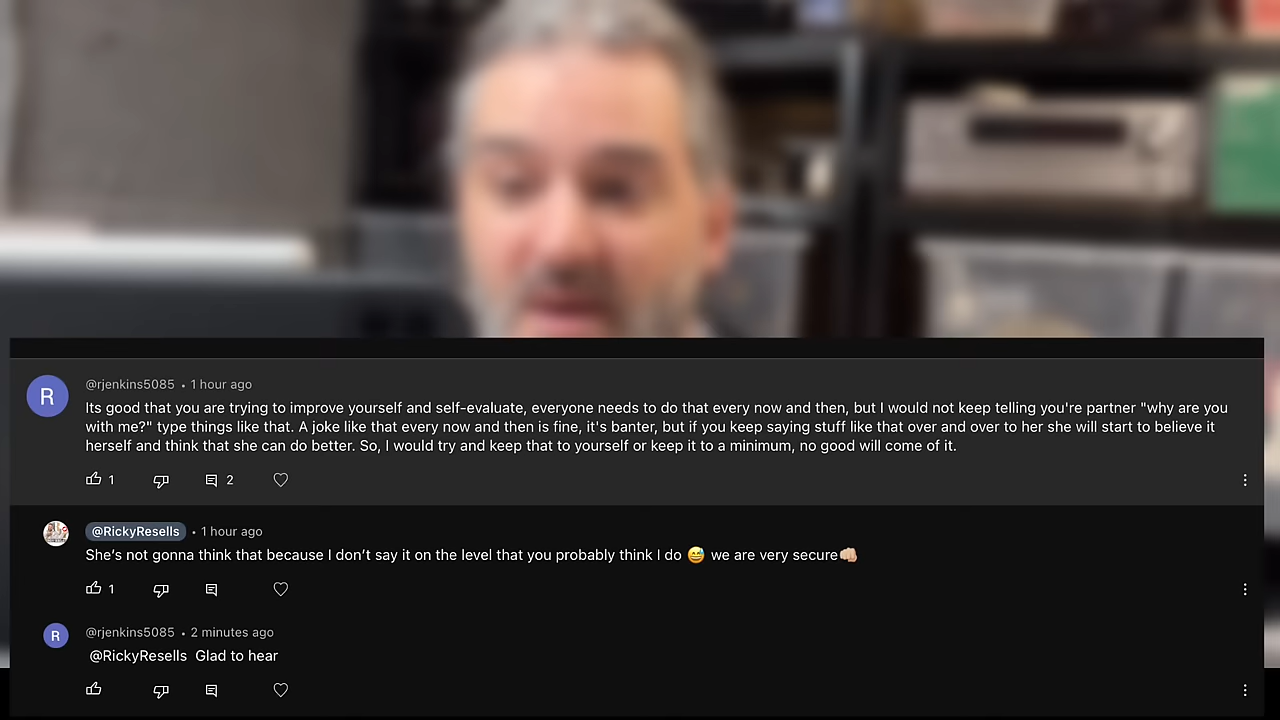 R
@rjenkins5085 • 1 hour ago
Its good that you are trying to improve yourself and self-evaluate, everyone needs to do that every now and then, but I would not keep telling you're partner "why are you
with me?" type things like that. A joke like that every now and then is fine, it's banter, but if you keep saying stuff like that over and over to her she will start to believe it
herself and think that she can do better. So, I would try and keep that to yourself or keep it to a minimum, no good will come of it.
1 2
@RickyResells • 1 hour ago
She's not gonna think that because I don't say it on the level that you probably think I do 😅 we are very secure👊🏼
1
R
@rjenkins5085 • 2 minutes ago
@RickyResells Glad to hear